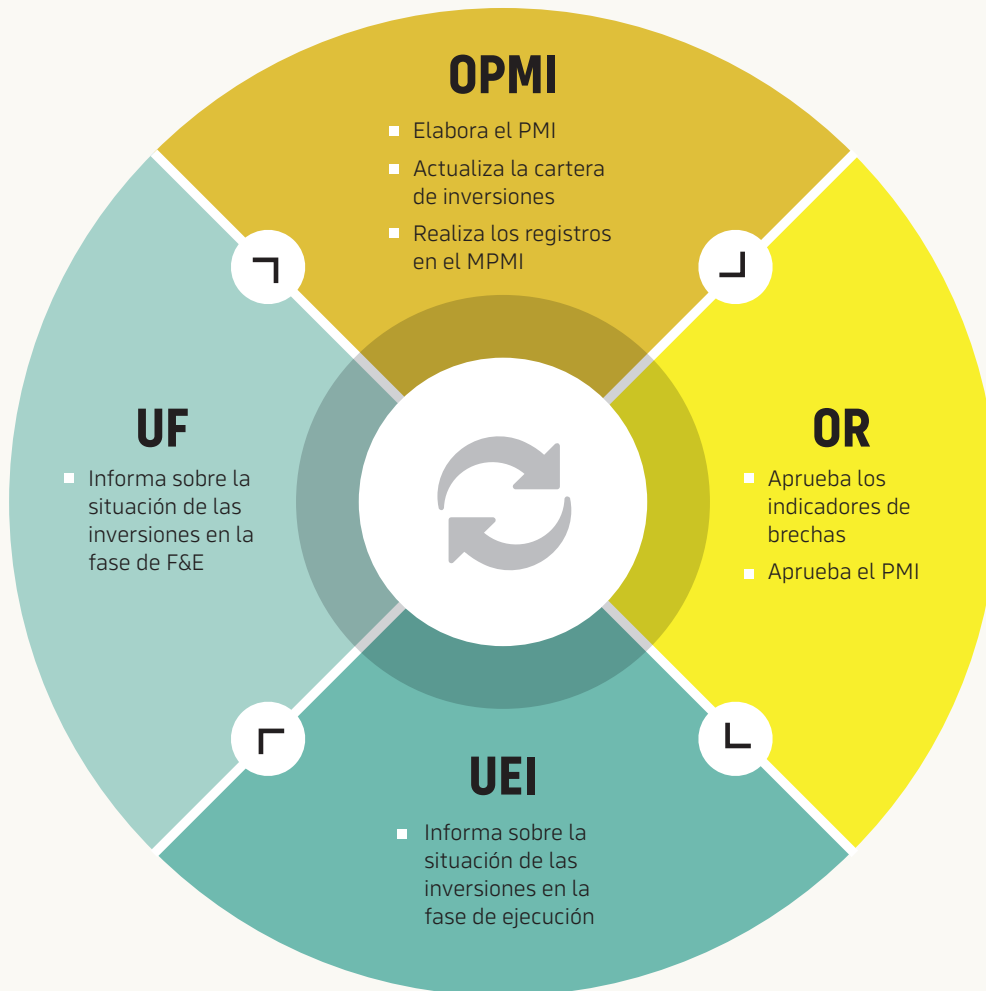 OPMI
Elabora el PMI
Actualiza la cartera
de inversiones
Realiza los registros
en el MPMI
UF
Informa sobre la
situación de las
inversiones en la
fase de F&E
OR
Aprueba los
indicadores de
brechas
Aprueba el PMI
UEI
Informa sobre la
situación de las
inversiones en la
fase de ejecución